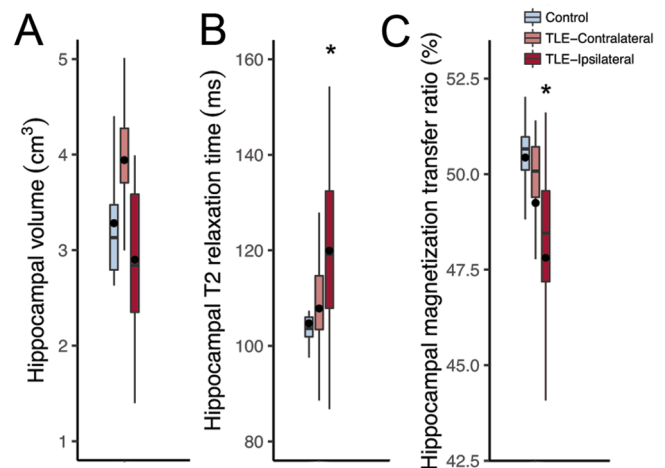 A
Hippocampal volume (cm³)
5
4
3
2
1
B
Hippocampal T2 relaxation time (ms)
160
140
120
100
80
*
C
Hippocampal magnetization transfer ratio (%)
52.5
50.0
47.5
45.0
42.5
*
Control
TLE-Contralateral
TLE-Ipsilateral